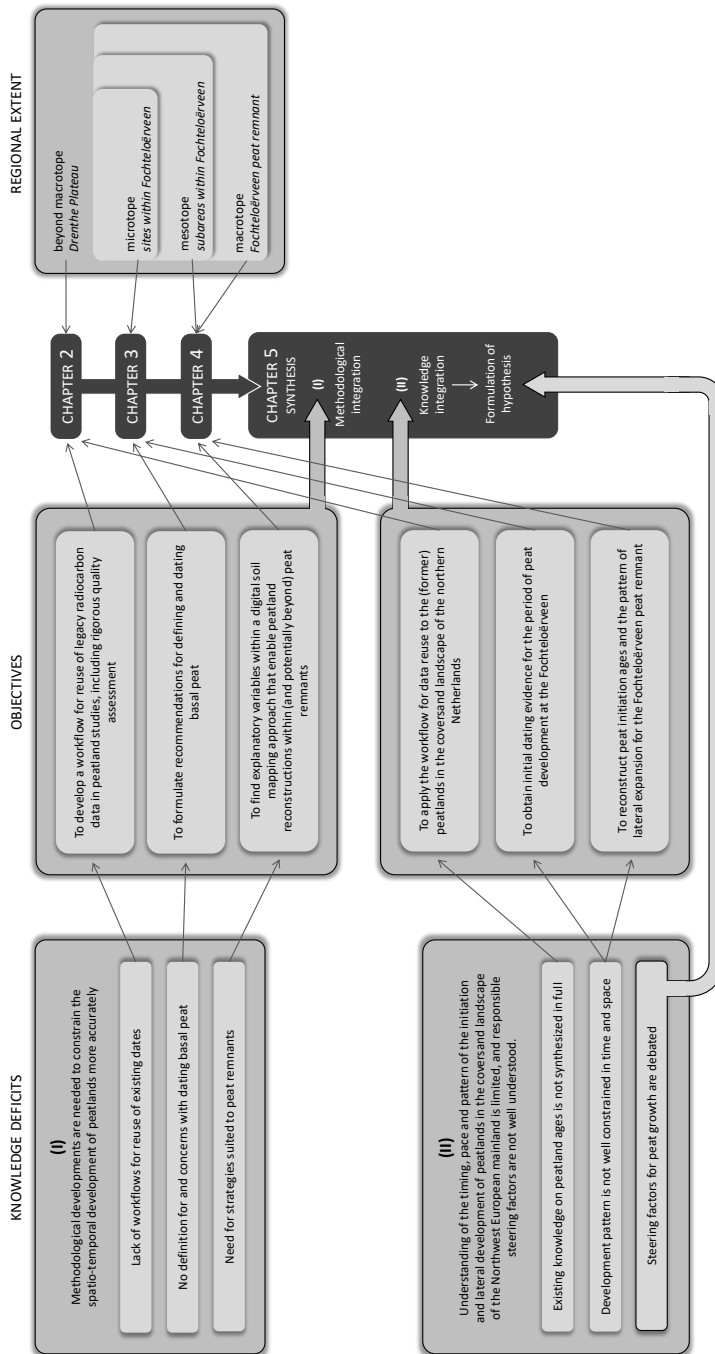 KNOWLEDGE DEFICITS
(I)
Methodological developments are needed to constrain the
spatio-temporal development of peatlands more accurately
Lack of workflows for reuse of existing dates
No definition for and concerns with dating basal peat
Need for strategies suited to peat remnants
(II)
Understanding of the timing, pace and pattern of the initiation
and lateral development of peatlands in the coversand landscape
of the Northwest European mainland is limited, and responsible
steering factors are not well understood.
Existing knowledge on peatland ages is not synthesized in full
Development pattern is not well constrained in time and space
Steering factors for peat growth are debated
OBJECTIVES
To develop a workflow for reuse of legacy radiocarbon
data in peatland studies, including rigorous quality
assessment
To formulate recommendations for defining and dating
basal peat
To find explanatory variables within a digital soil
mapping approach that enable peatland
reconstructions within (and potentially beyond) peat
remnants
To apply the workflow for data reuse to the (former)
peatlands in the coversand landscape of the northern
Netherlands
To obtain initial dating evidence for the period of peat
development at the Fochteloërveen
To reconstruct peat initiation ages and the pattern of
lateral expansion for the Fochteloërveen peat remnant
CHAPTER 2
CHAPTER 3
CHAPTER 4
CHAPTER 5
SYNTHESIS
(I)
Methodological
integration
(II)
Knowledge
integration
Formulation of
hypothesis
REGIONAL EXTENT
beyond macrotope
Drenthe Plateau
microtope
sites within Fochteloërveen
mesotope
subareas within Fochteloërveen
macrotope
Fochteloërveen peat remnant